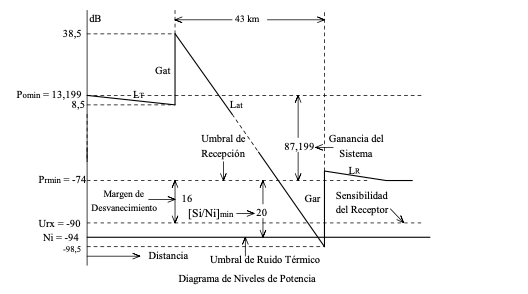 dB
43 km
38,5
Gat
Pomin = 13,199
LT
8,5
Lat
Umbral de
Recepción
87,199
Ganancia del
Sistema
LR
Prmin = -74
Margen de
Desvanecimiento
16
[Si/Ni]min
20
Gar
Sensibilidad
del Receptor
Urx = -90
Ni = -94
-98,5
Distancia
Umbral de Ruido Térmico
Diagrama de Niveles de Potencia